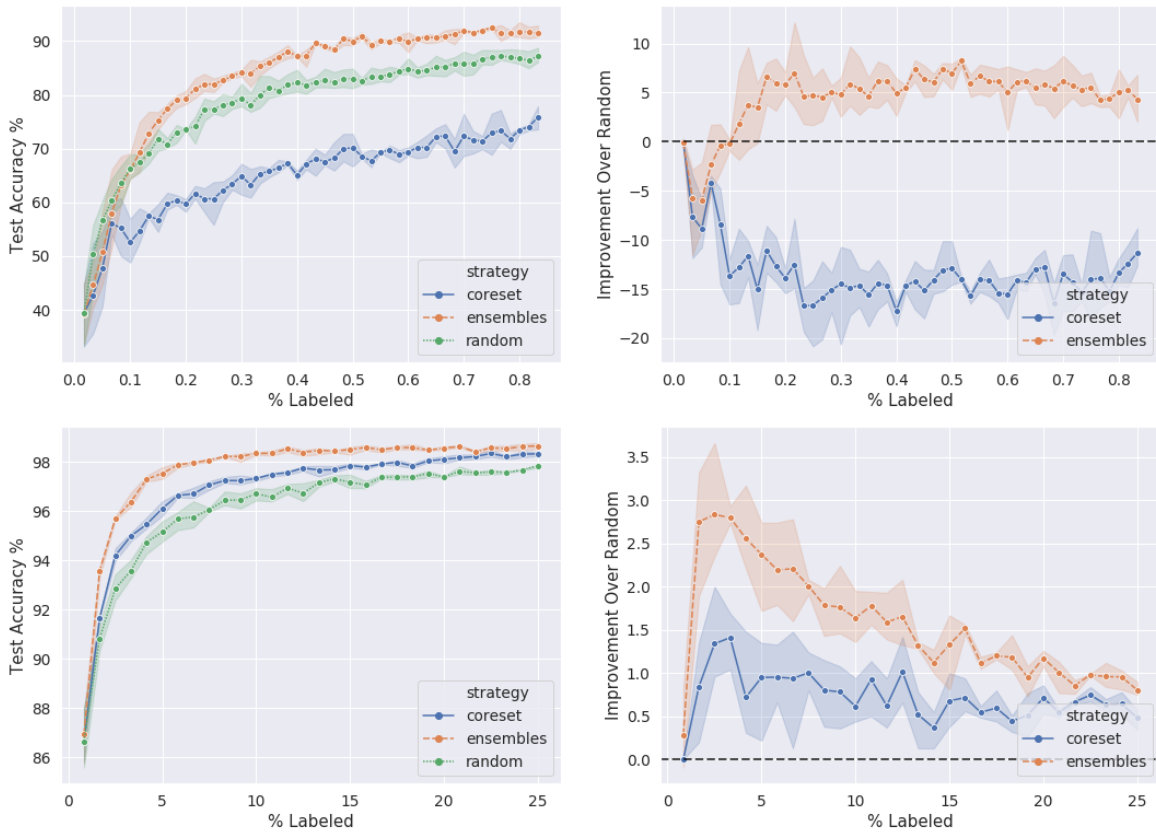 90
80
70
60
50
40
Test Accuracy %
strategy
coreset
ensembles
random
0.0 0.1 0.2 0.3 0.4 0.5 0.6 0.7 0.8
% Labeled
10
5
0
−5
−10
−15
−20
Improvement Over Random
strategy
coreset
ensembles
0.0 0.1 0.2 0.3 0.4 0.5 0.6 0.7 0.8
% Labeled
98
96
94
92
90
88
86
Test Accuracy %
strategy
coreset
ensembles
random
0 5 10 15 20 25
% Labeled
3.5
3.0
2.5
2.0
1.5
1.0
0.5
0.0
Improvement Over Random
strategy
coreset
ensembles
0 5 10 15 20 25
% Labeled